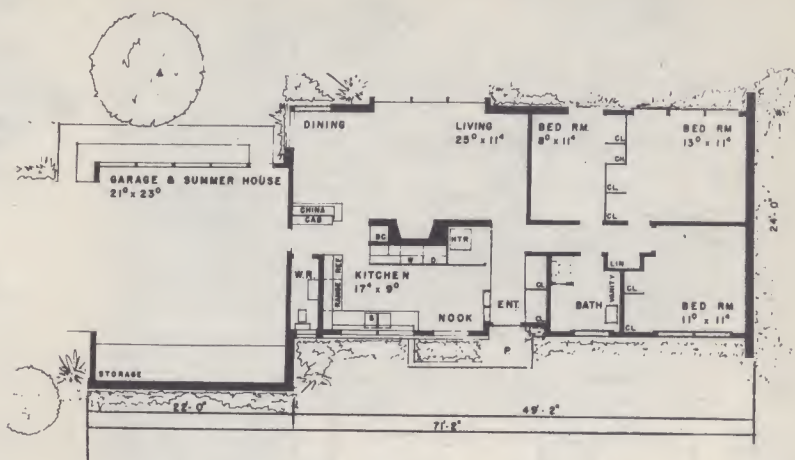 DINING
LIVING
25⁰ x 11⁴
BED RM.
8⁰ x 11⁴
CL
CH
CL
CL
BED RM
13⁰ x 11⁴
GARAGE & SUMMER HOUSE
21⁰ x 23⁰
CHINA
CAB
24'-0"
BC
HTR
W
D
W.R.
RANGE
REF.
KITCHEN
17⁴ x 9⁰
S
NOOK
ENT.
CL
CL
LIN
BATH
VANITY
CL
CL
BED RM
11⁰ x 11⁴
P.
STORAGE
22'-0"
49'-2"
71'-2"